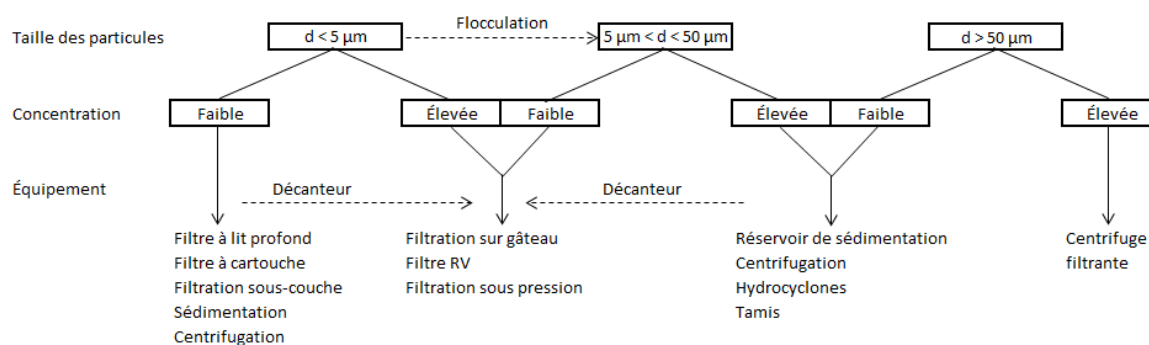 Flocculation
Taille des particules d < 5 µm 5 µm < d < 50 µm d > 50 µm
Concentration Faible Élevée Faible Élevée Faible Élevée
Équipement Décanteur Décanteur
Filtre à lit profond Filtration sur gâteau Réservoir de sédimentation Centrifuge
Filtre à cartouche Filtre RV Centrifugation filtrante
Filtration sous-couche Filtration sous pression Hydrocyclones
Sédimentation Tamis
Centrifugation